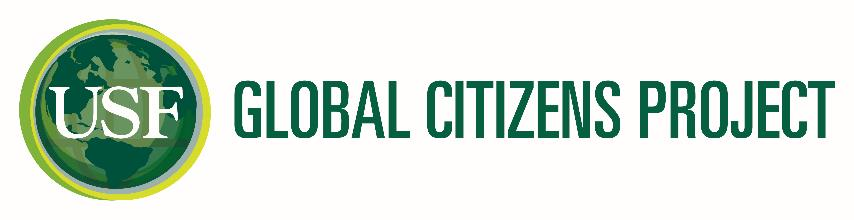 USF GLOBAL CITIZENS PROJECT